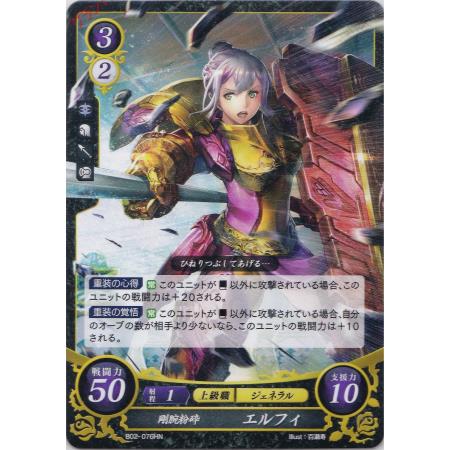 3
2
ひねりつぶしてあげる…
重装の心得 常 このユニットが 以外に攻撃されている場合、この
ユニットの戦闘力は+20される。
重装の覚悟 常 このユニットが 以外に攻撃されている場合、自分
のオーブの数が相手より少ないなら、このユニットの戦闘力は+10
される。
戦闘力 50
射程 1
上級職
ジェネラル
支援力 10
剛腕粉砕 エルフィ
B02-076HN
Illust:百瀬寿